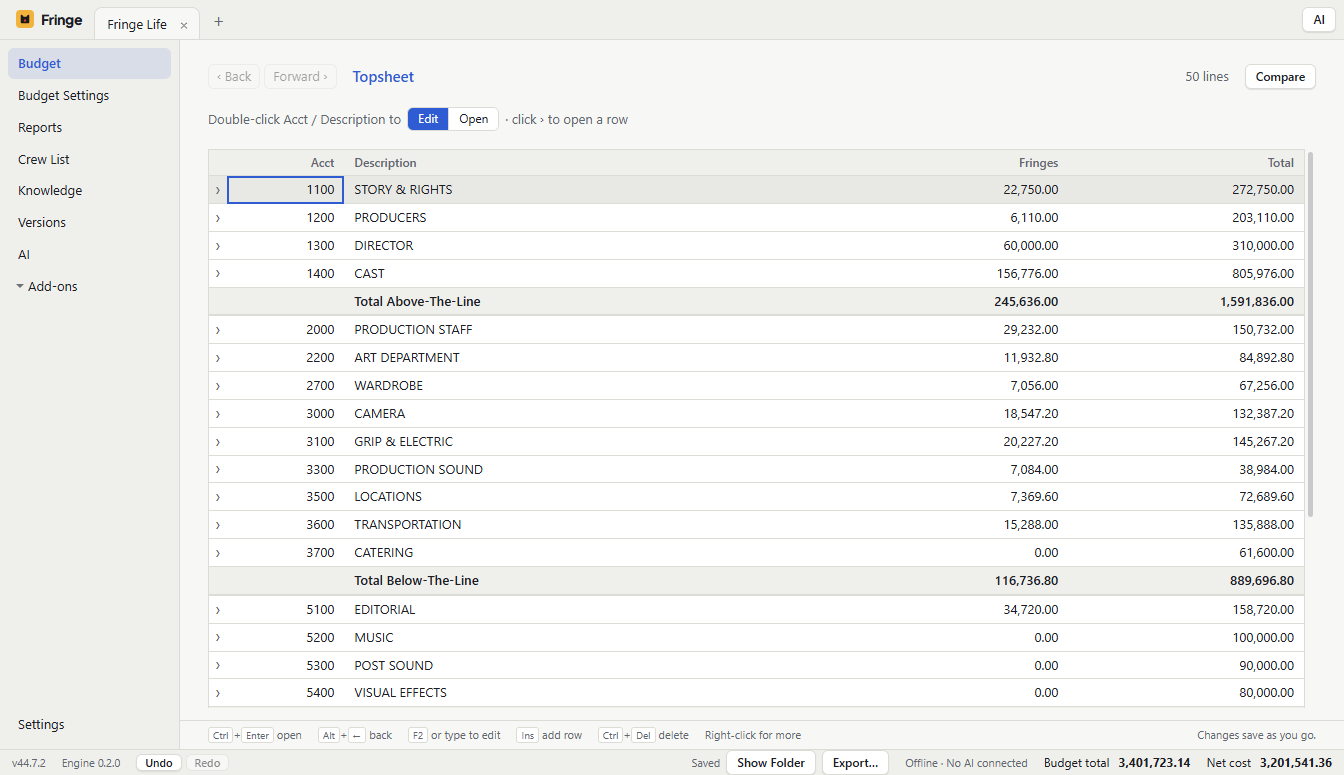 Fringe
Fringe Life ×
+
AI
Budget
Budget Settings
Reports
Crew List
Knowledge
Versions
AI
Add-ons
Settings
‹ Back Forward › Topsheet 50 lines Compare
Double-click Acct / Description to Edit Open · click › to open a row
Acct Description Fringes Total
› 1100 STORY & RIGHTS 22,750.00 272,750.00
› 1200 PRODUCERS 6,110.00 203,110.00
› 1300 DIRECTOR 60,000.00 310,000.00
› 1400 CAST 156,776.00 805,976.00
Total Above-The-Line 245,636.00 1,591,836.00
› 2000 PRODUCTION STAFF 29,232.00 150,732.00
› 2200 ART DEPARTMENT 11,932.80 84,892.80
› 2700 WARDROBE 7,056.00 67,256.00
› 3000 CAMERA 18,547.20 132,387.20
› 3100 GRIP & ELECTRIC 20,227.20 145,267.20
› 3300 PRODUCTION SOUND 7,084.00 38,984.00
› 3500 LOCATIONS 7,369.60 72,689.60
› 3600 TRANSPORTATION 15,288.00 135,888.00
› 3700 CATERING 0.00 61,600.00
Total Below-The-Line 116,736.80 889,696.80
› 5100 EDITORIAL 34,720.00 158,720.00
› 5200 MUSIC 0.00 100,000.00
› 5300 POST SOUND 0.00 90,000.00
› 5400 VISUAL EFFECTS 0.00 80,000.00
Ctrl + Enter open Alt + ← back F2 or type to edit Ins add row Ctrl + Del delete Right-click for more Changes save as you go.
v44.7.2 Engine 0.2.0 Undo Redo Saved Show Folder Export... Offline · No AI connected Budget total 3,401,723.14 Net cost 3,201,541.36